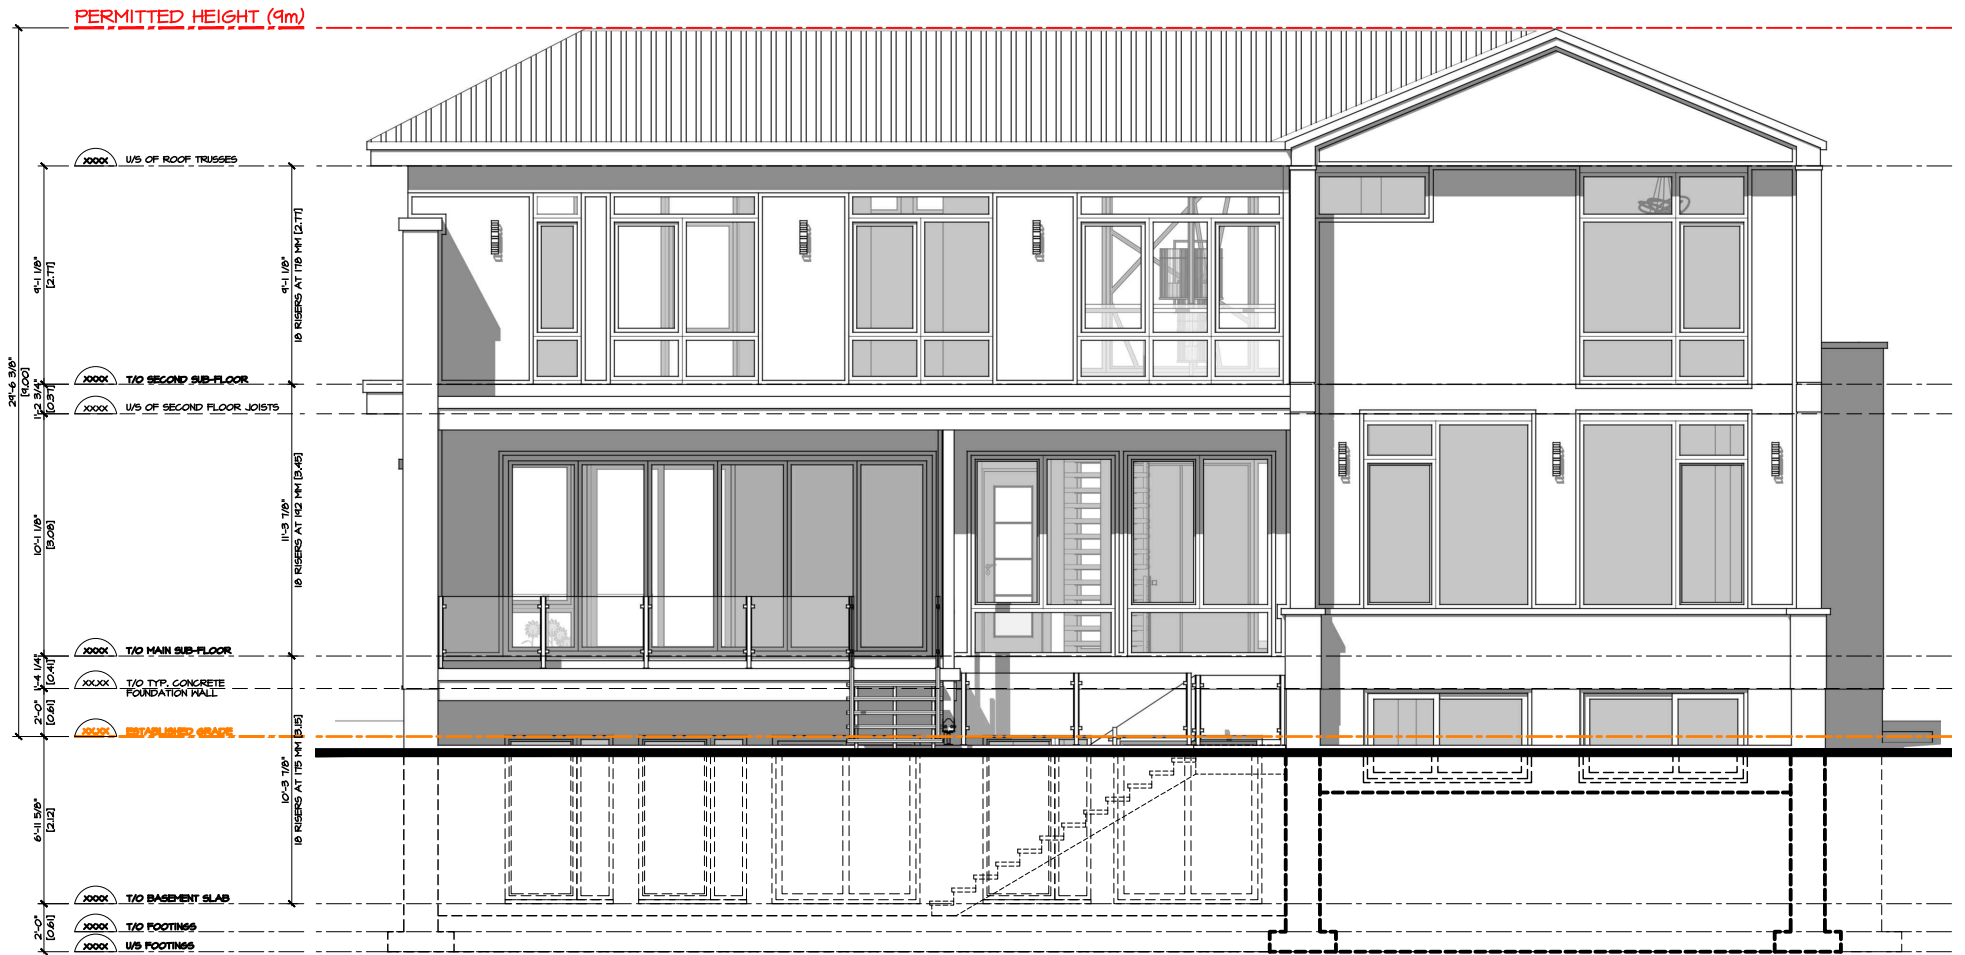 PERMITTED HEIGHT (9m)
XXXX U/S OF ROOF TRUSSES
XXXX T/O SECOND SUB-FLOOR
XXXX U/S OF SECOND FLOOR JOISTS
XXXX T/O MAIN SUB-FLOOR
XX.XX T/O TYP. CONCRETE
FOUNDATION WALL
XX.XX ESTABLISHED GRADE
XXXX T/O BASEMENT SLAB
XXXX T/O FOOTINGS
XXXX U/S FOOTINGS
29'-6 3/8"
[9.00]
9'-1 1/8"
[2.77]
1'-2 3/4"
[0.37]
10'-1 1/8"
[3.08]
1'-4 1/4"
[0.41]
2'-0"
[0.61]
6'-11 5/8"
[2.12]
2'-0"
[0.61]
9'-1 1/8"
18 RISERS AT 178 MM [2.77]
11'-3 7/8"
18 RISERS AT 192 MM [3.45]
10'-3 7/8"
18 RISERS AT 175 MM [3.15]